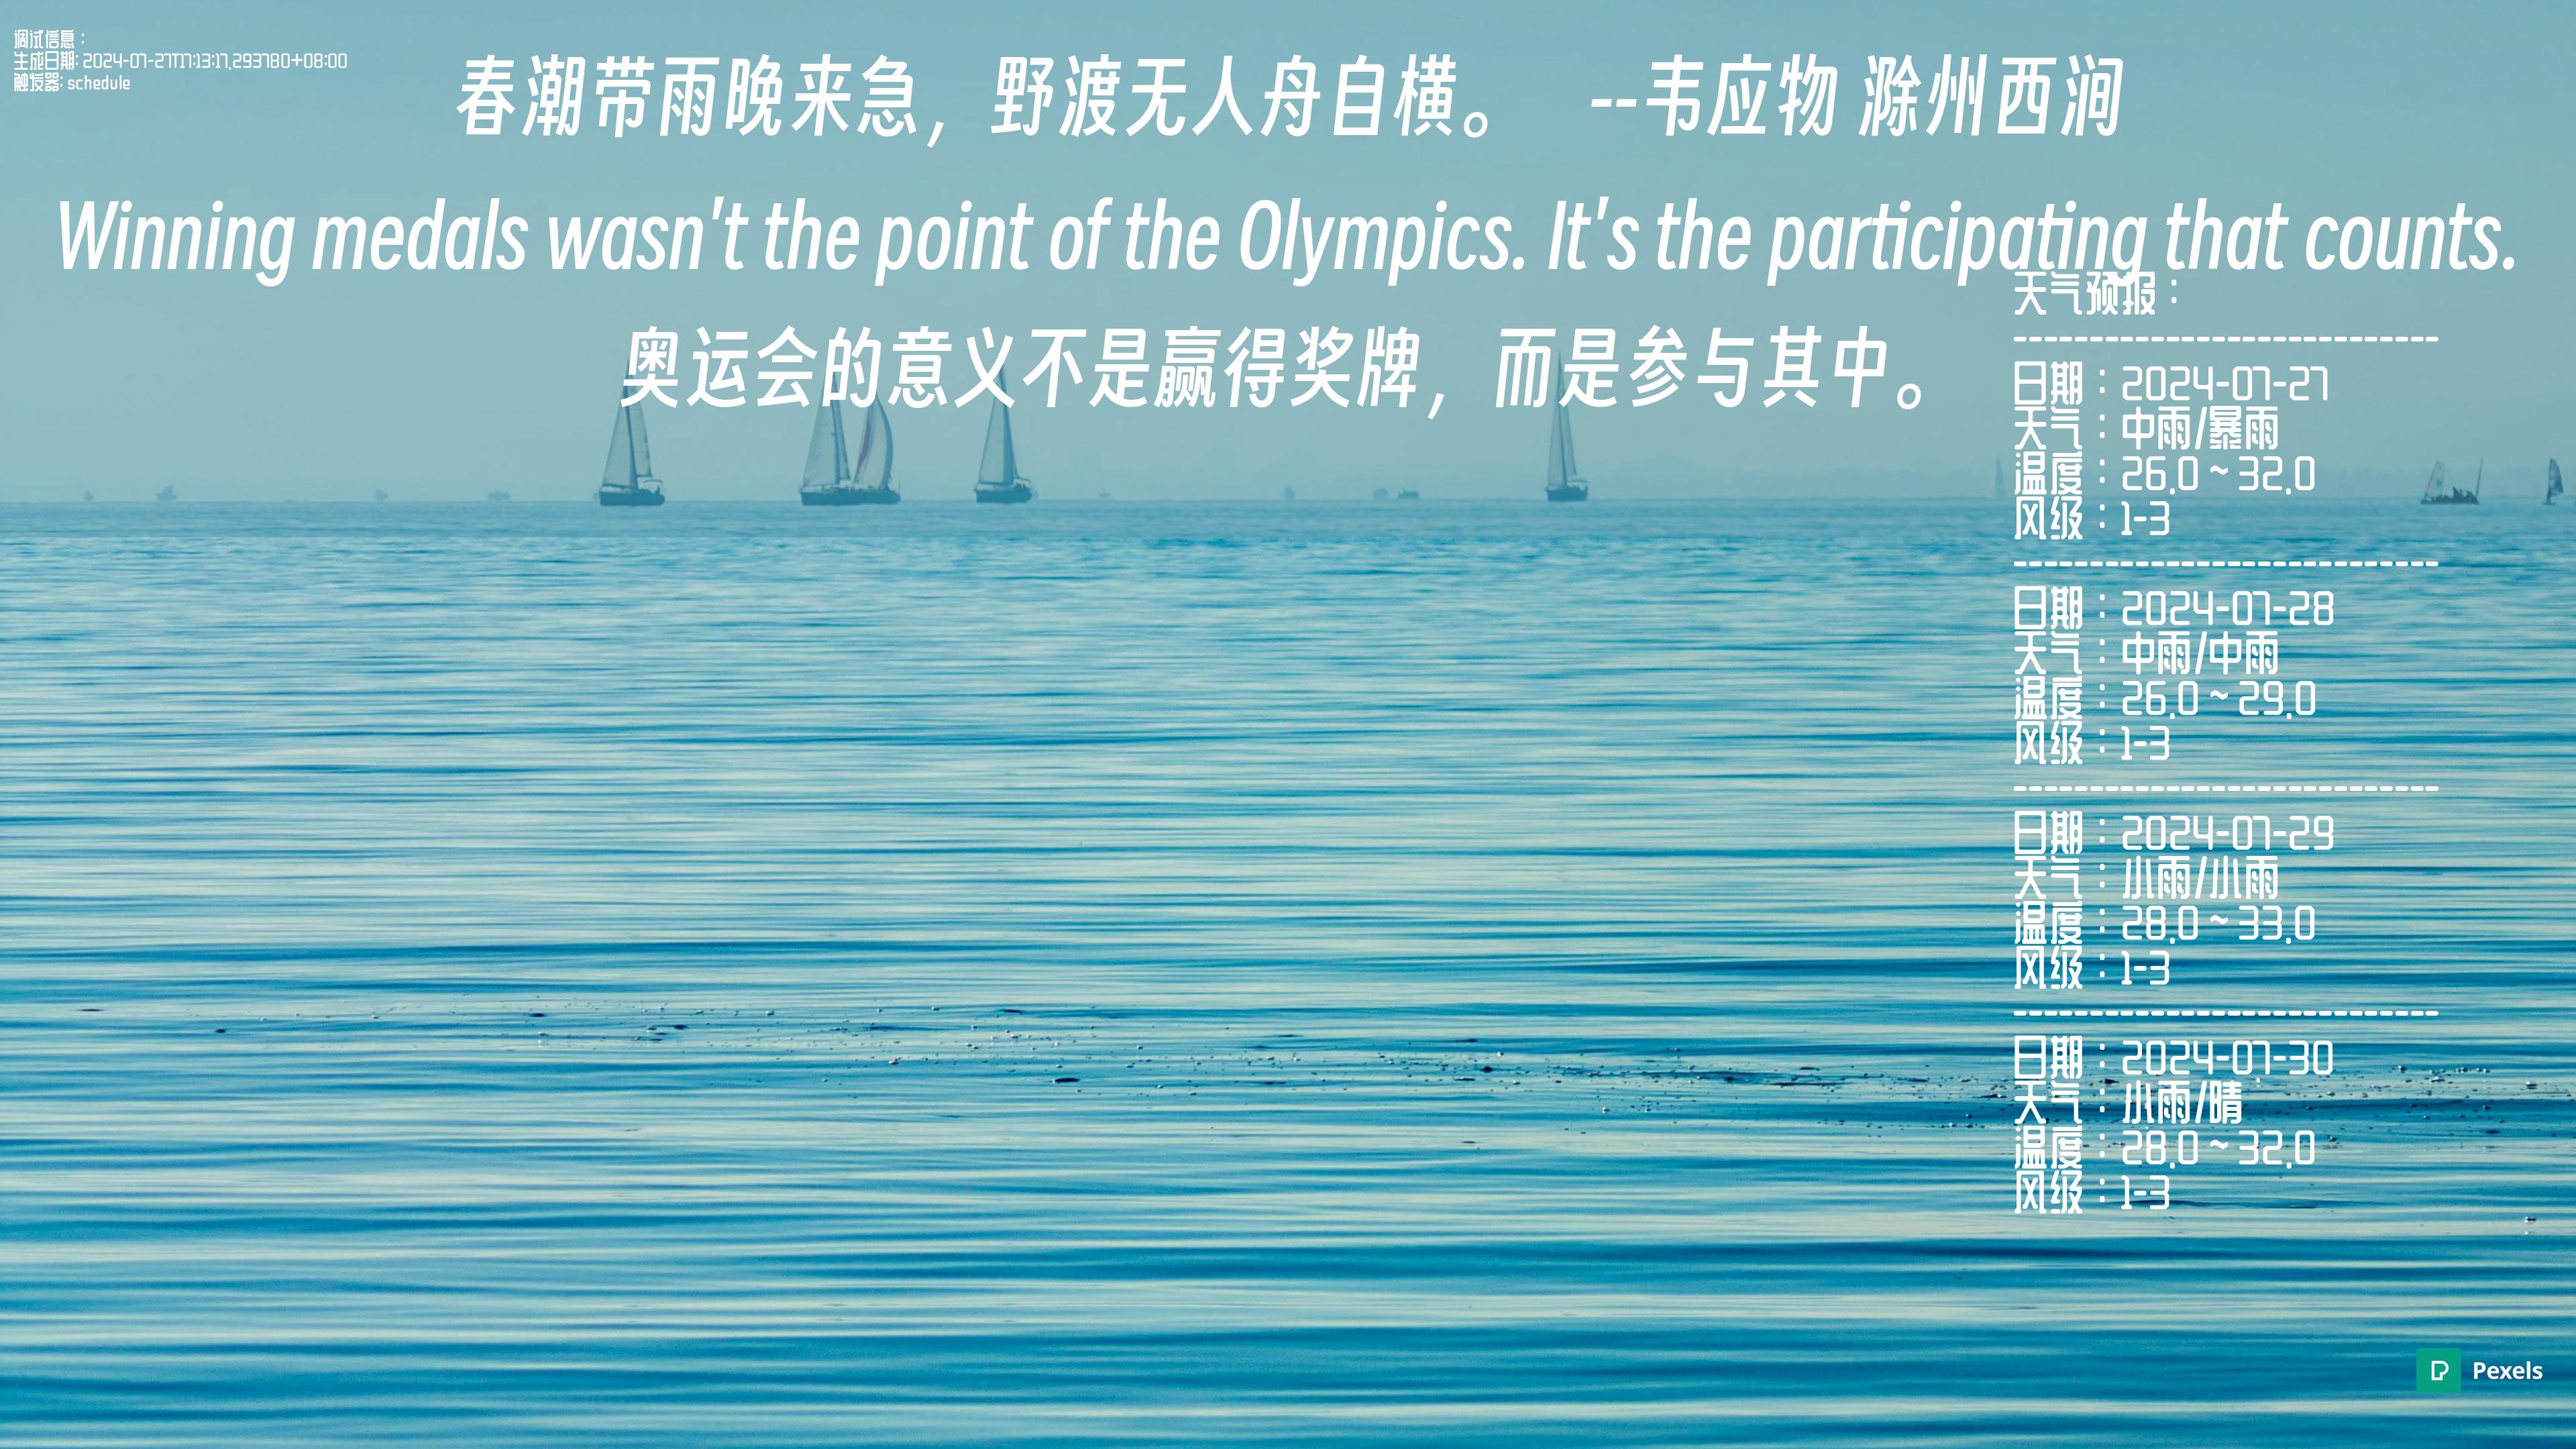 调试信息：
生成日期: 2024-07-27T17:13:17.293780+08:00
触发器: schedule
春潮带雨晚来急，野渡无人舟自横。 --韦应物 滁州西涧
Winning medals wasn't the point of the Olympics. It's the participating that counts.
奥运会的意义不是赢得奖牌，而是参与其中。
天气预报：
----------------------------
日期：2024-07-27
天气：中雨/暴雨
温度：26.0 ~ 32.0
风级：1-3
----------------------------
日期：2024-07-28
天气：中雨/中雨
温度：26.0 ~ 29.0
风级：1-3
----------------------------
日期：2024-07-29
天气：小雨/小雨
温度：28.0 ~ 33.0
风级：1-3
----------------------------
日期：2024-07-30
天气：小雨/晴
温度：28.0 ~ 32.0
风级：1-3
Pexels